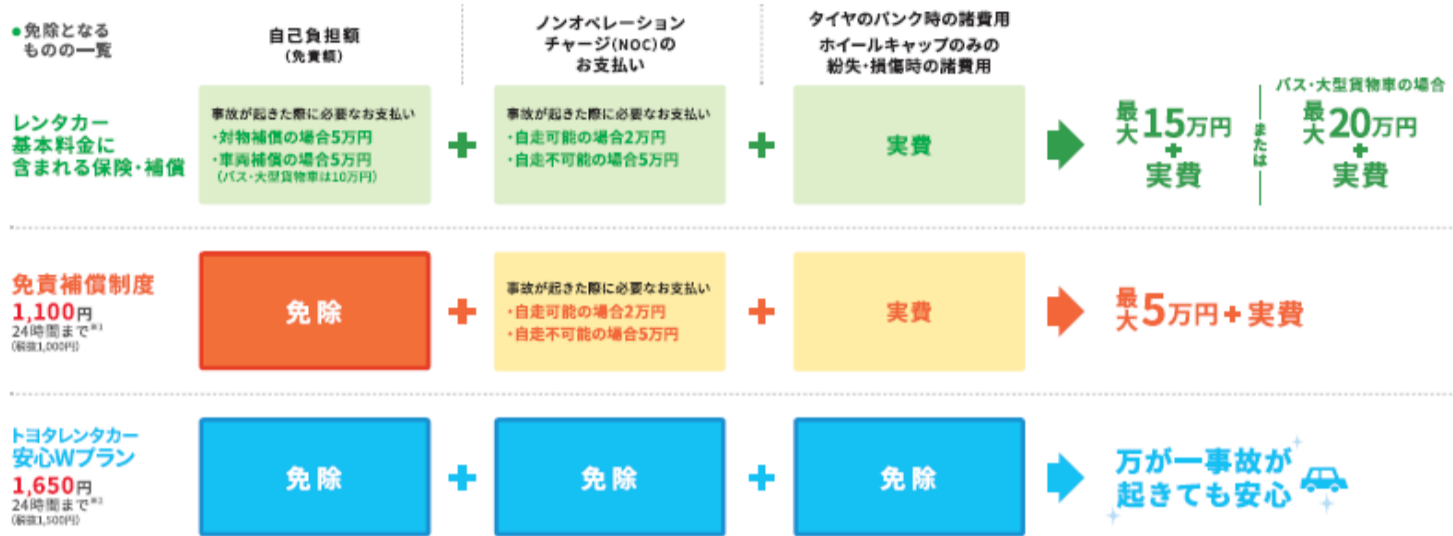 ●免除となる
ものの一覧
自己負担額
(免責額)
ノンオペレーション
チャージ(NOC)の
お支払い
タイヤのパンク時の諸費用
ホイールキャップのみの
紛失・損傷時の諸費用
レンタカー
基本料金に
含まれる保険・補償
事故が起きた際に必要なお支払い
・対物補償の場合5万円
・車両補償の場合5万円
(バス・大型貨物車は10万円)
+
事故が起きた際に必要なお支払い
・自走可能の場合2万円
・自走不可能の場合5万円
+
実費
最大15万円
+
実費
または
バス・大型貨物車の場合
最大20万円
+
実費
免責補償制度
1,100円
24時間まで※1
(税抜1,000円)
免除
+
事故が起きた際に必要なお支払い
・自走可能の場合2万円
・自走不可能の場合5万円
+
実費
最大5万円+実費
トヨタレンタカー
安心Wプラン
1,650円
24時間まで※2
(税抜1,500円)
免除
+
免除
+
免除
万が一事故が
起きても安心